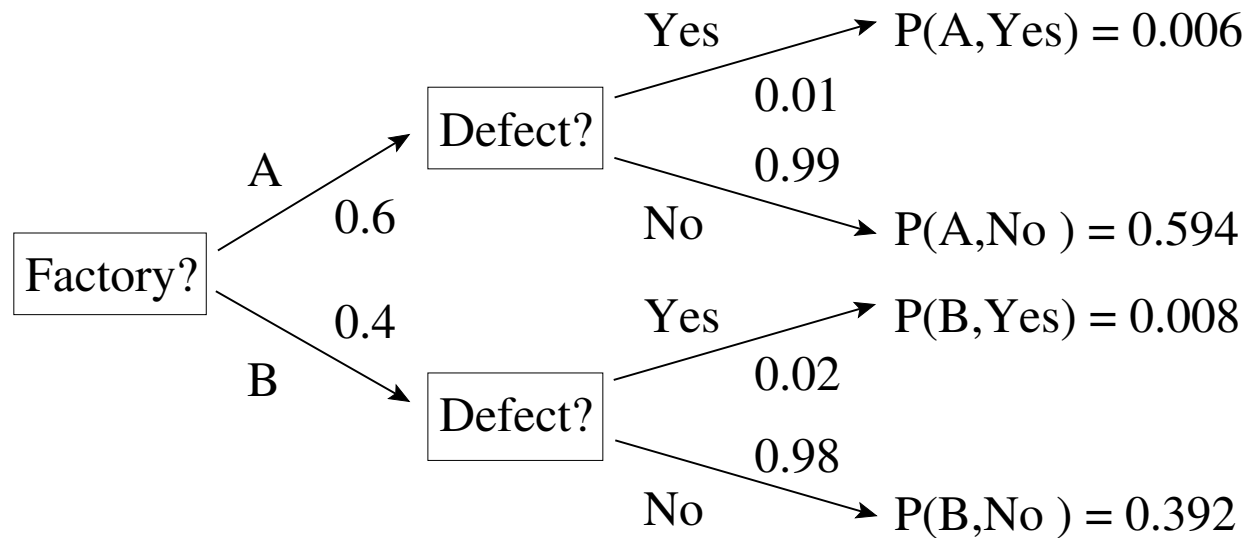 Yes
P(A,Yes) = 0.006
0.01
Defect?
0.99
A
0.6
No
P(A,No ) = 0.594
Factory?
0.4
Yes
P(B,Yes) = 0.008
B
0.02
Defect?
0.98
No
P(B,No ) = 0.392